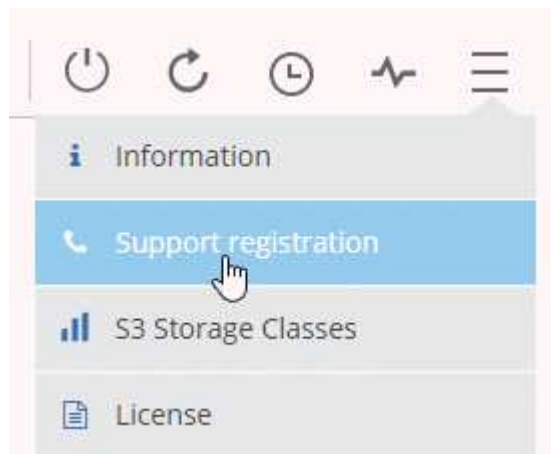 Information
Support registration
S3 Storage Classes
License